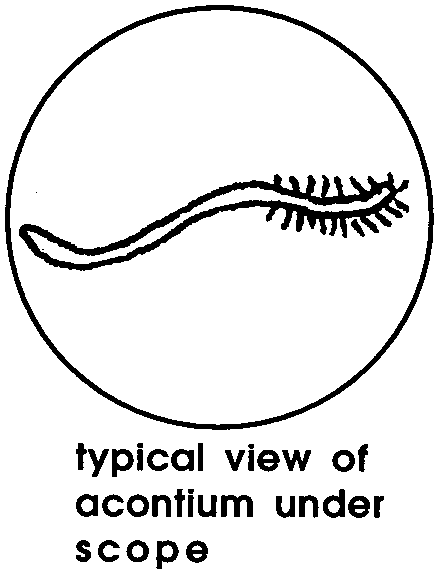 typical view of
acontium under
scope